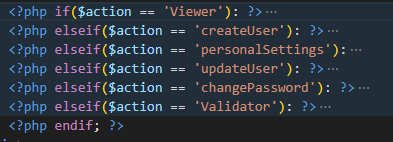 <?php if($action == 'Viewer'): ?>…
<?php elseif($action == 'createUser'): ?>…
<?php elseif($action == 'personalSettings'):…
<?php elseif($action == 'updateUser'): ?>…
<?php elseif($action == 'changePassword'): ?>…
<?php elseif($action == 'Validator'): ?>…
<?php endif; ?>